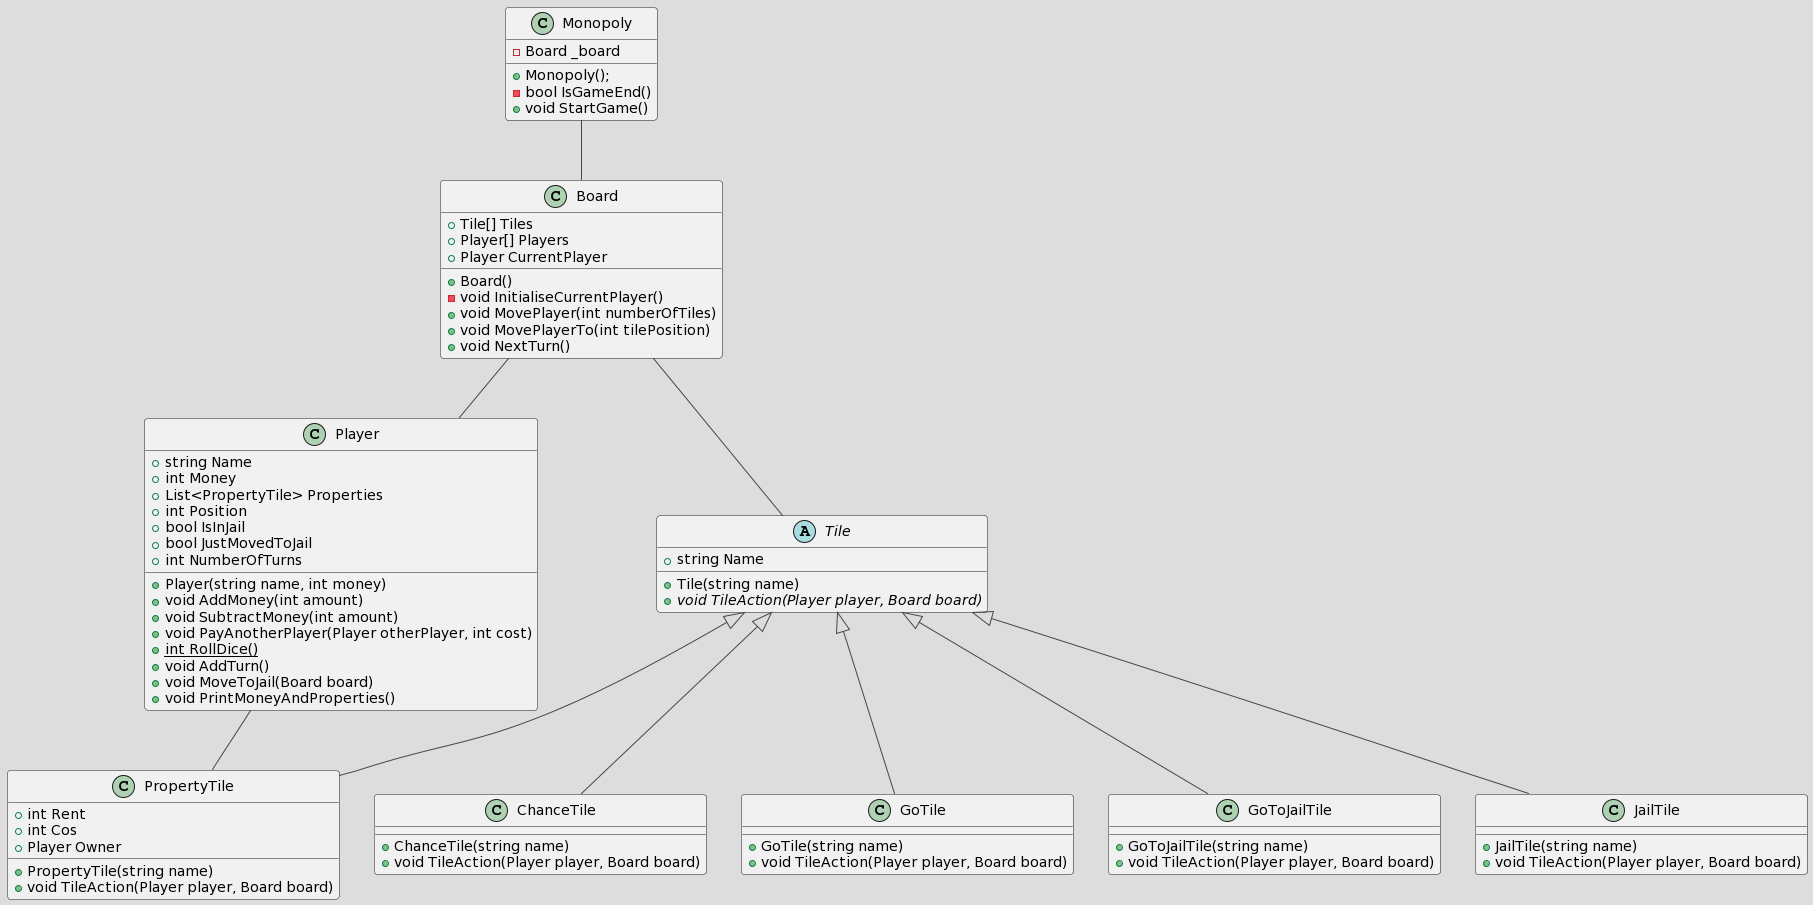 C Monopoly
Board _board
Monopoly();
bool IsGameEnd()
void StartGame()
C Board
Tile[] Tiles
Player[] Players
Player CurrentPlayer
Board()
void InitialiseCurrentPlayer()
void MovePlayer(int numberOfTiles)
void MovePlayerTo(int tilePosition)
void NextTurn()
C Player
string Name
int Money
List<PropertyTile> Properties
int Position
bool IsInJail
bool JustMovedToJail
int NumberOfTurns
Player(string name, int money)
void AddMoney(int amount)
void SubtractMoney(int amount)
void PayAnotherPlayer(Player otherPlayer, int cost)
int RollDice()
void AddTurn()
void MoveToJail(Board board)
void PrintMoneyAndProperties()
A Tile
string Name
Tile(string name)
void TileAction(Player player, Board board)
C PropertyTile
int Rent
int Cos
Player Owner
PropertyTile(string name)
void TileAction(Player player, Board board)
C ChanceTile
ChanceTile(string name)
void TileAction(Player player, Board board)
C GoTile
GoTile(string name)
void TileAction(Player player, Board board)
C GoToJailTile
GoToJailTile(string name)
void TileAction(Player player, Board board)
C JailTile
JailTile(string name)
void TileAction(Player player, Board board)